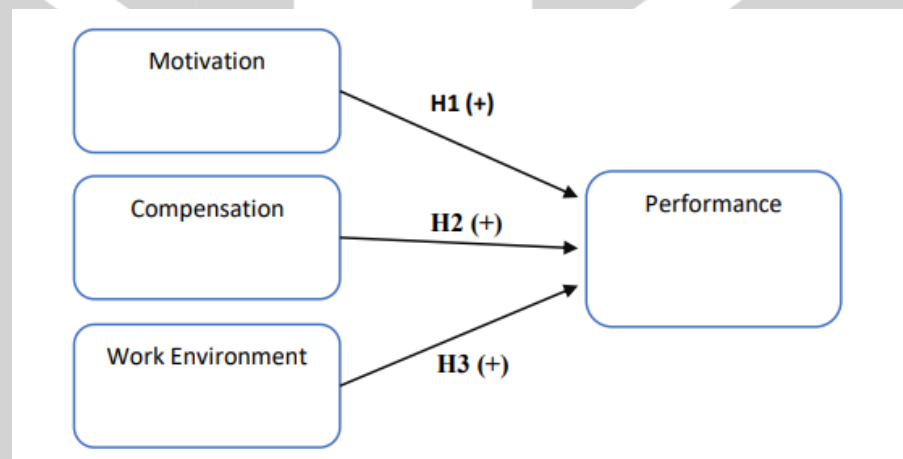 Motivation
H1 (+)
Compensation
H2 (+)
Performance
Work Environment
H3 (+)